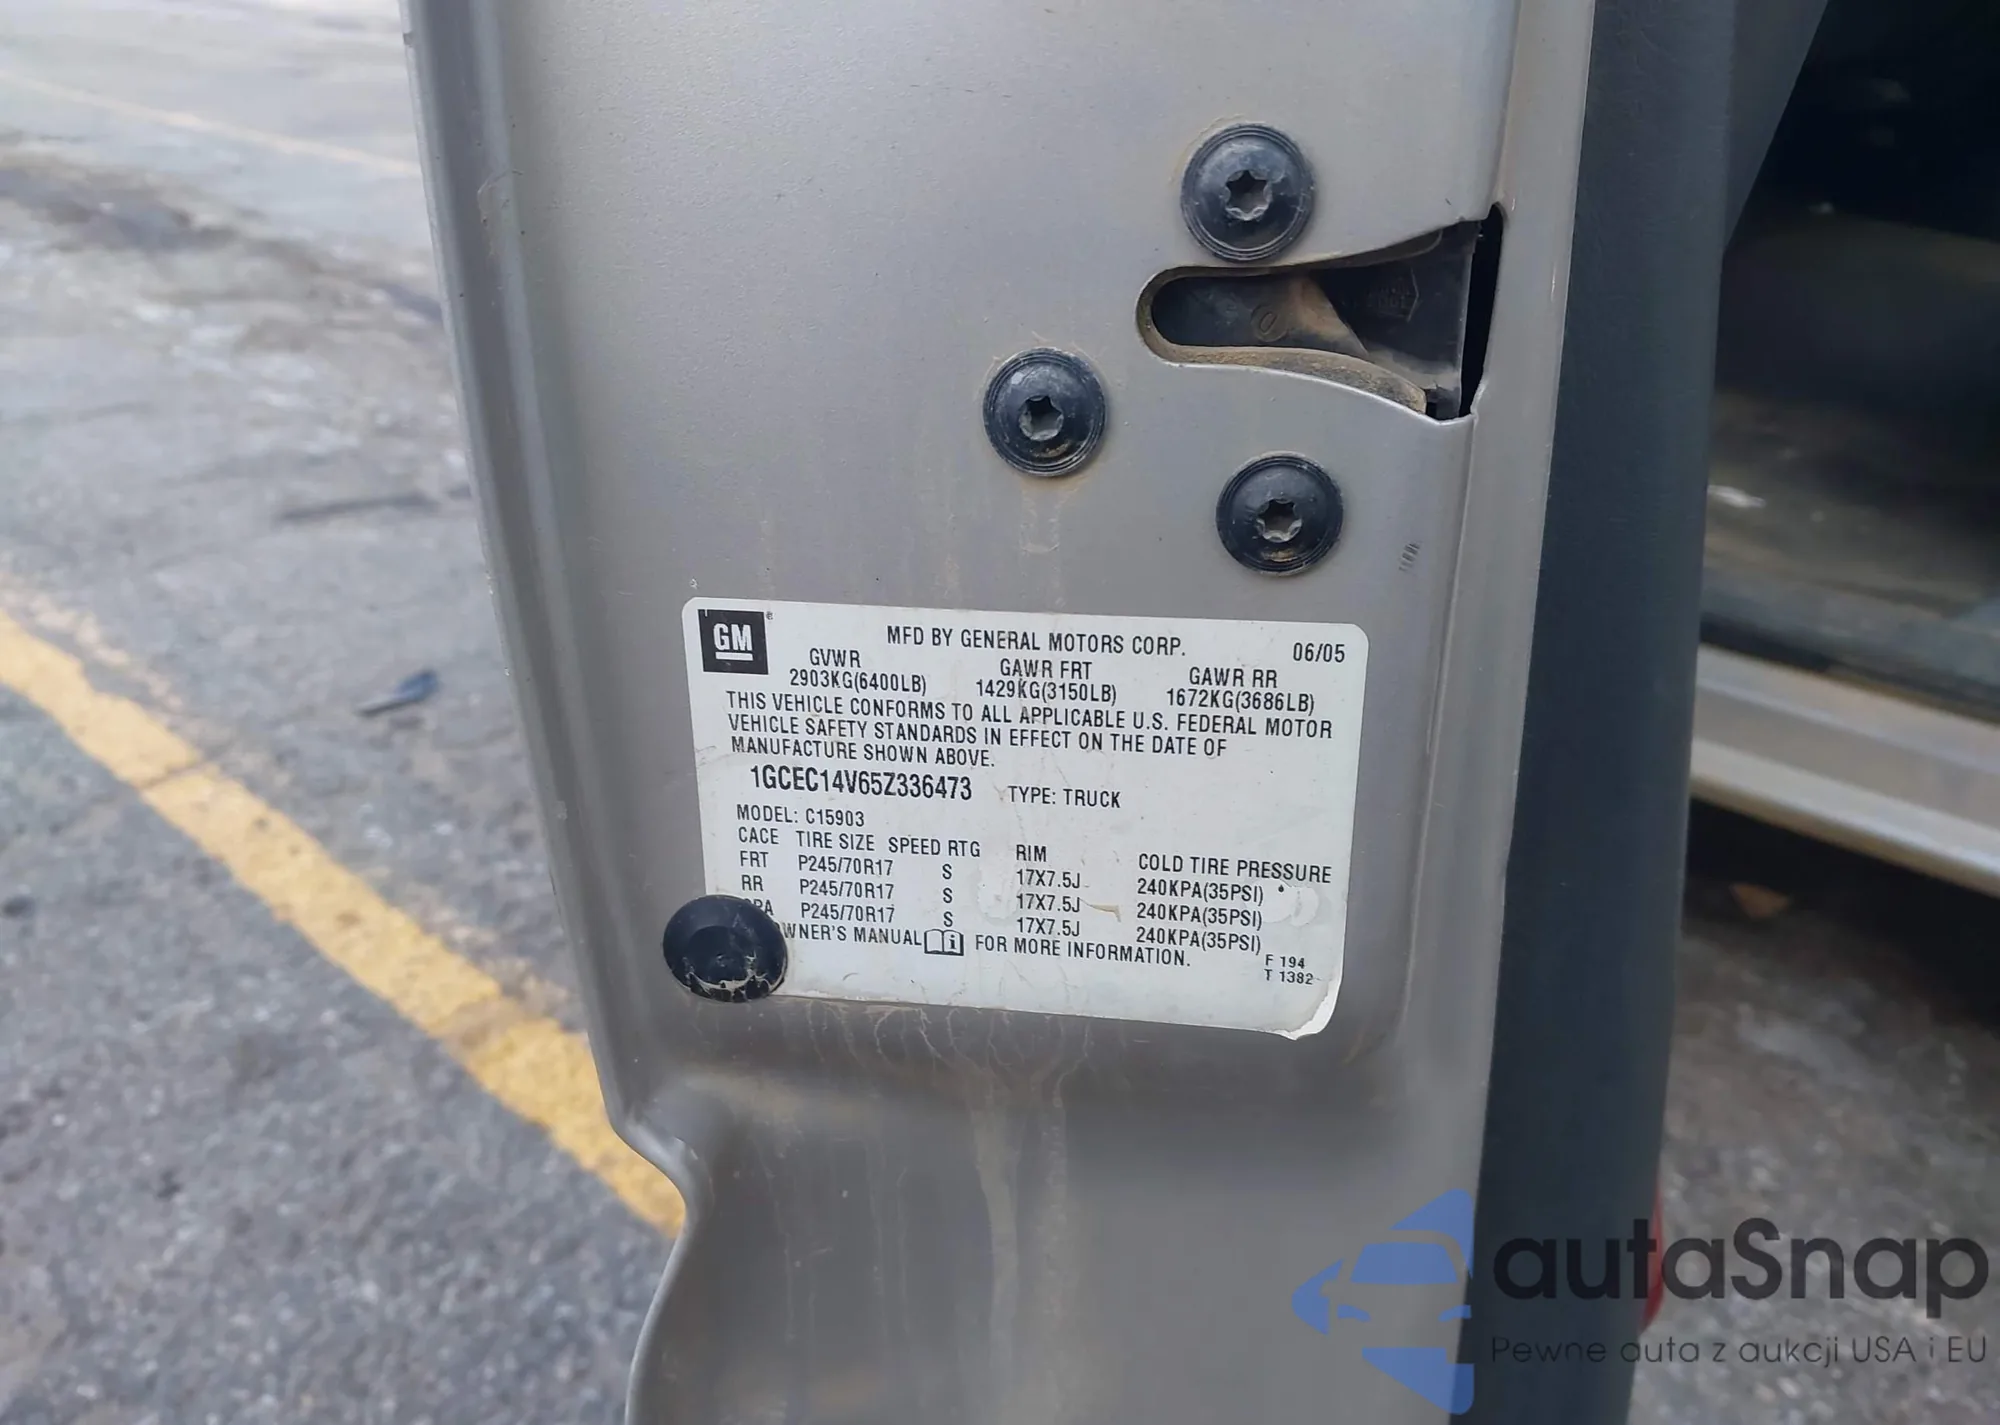 GM ®
MFD BY GENERAL MOTORS CORP. 06/05
GVWR GAWR FRT GAWR RR
2903KG(6400LB) 1429KG(3150LB) 1672KG(3686LB)
THIS VEHICLE CONFORMS TO ALL APPLICABLE U.S. FEDERAL MOTOR
VEHICLE SAFETY STANDARDS IN EFFECT ON THE DATE OF
MANUFACTURE SHOWN ABOVE.
1GCEC14V65Z336473 TYPE: TRUCK
MODEL: C15903
CACE TIRE SIZE SPEED RTG RIM COLD TIRE PRESSURE
FRT P245/70R17 S 17X7.5J 240KPA(35PSI)
RR P245/70R17 S 17X7.5J 240KPA(35PSI)
PA P245/70R17 S 17X7.5J 240KPA(35PSI)
WNER'S MANUAL i FOR MORE INFORMATION.
F 194
T 1382
autaSnap
Pewne auta z aukcji USA i EU